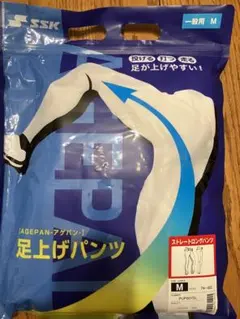 SSK
一般用 M
投げる 打つ 走る
足が上げやすい!
AGEPAN
[AGEPAN-アゲパン-]
足上げパンツ
ストレートロングパンツ
M